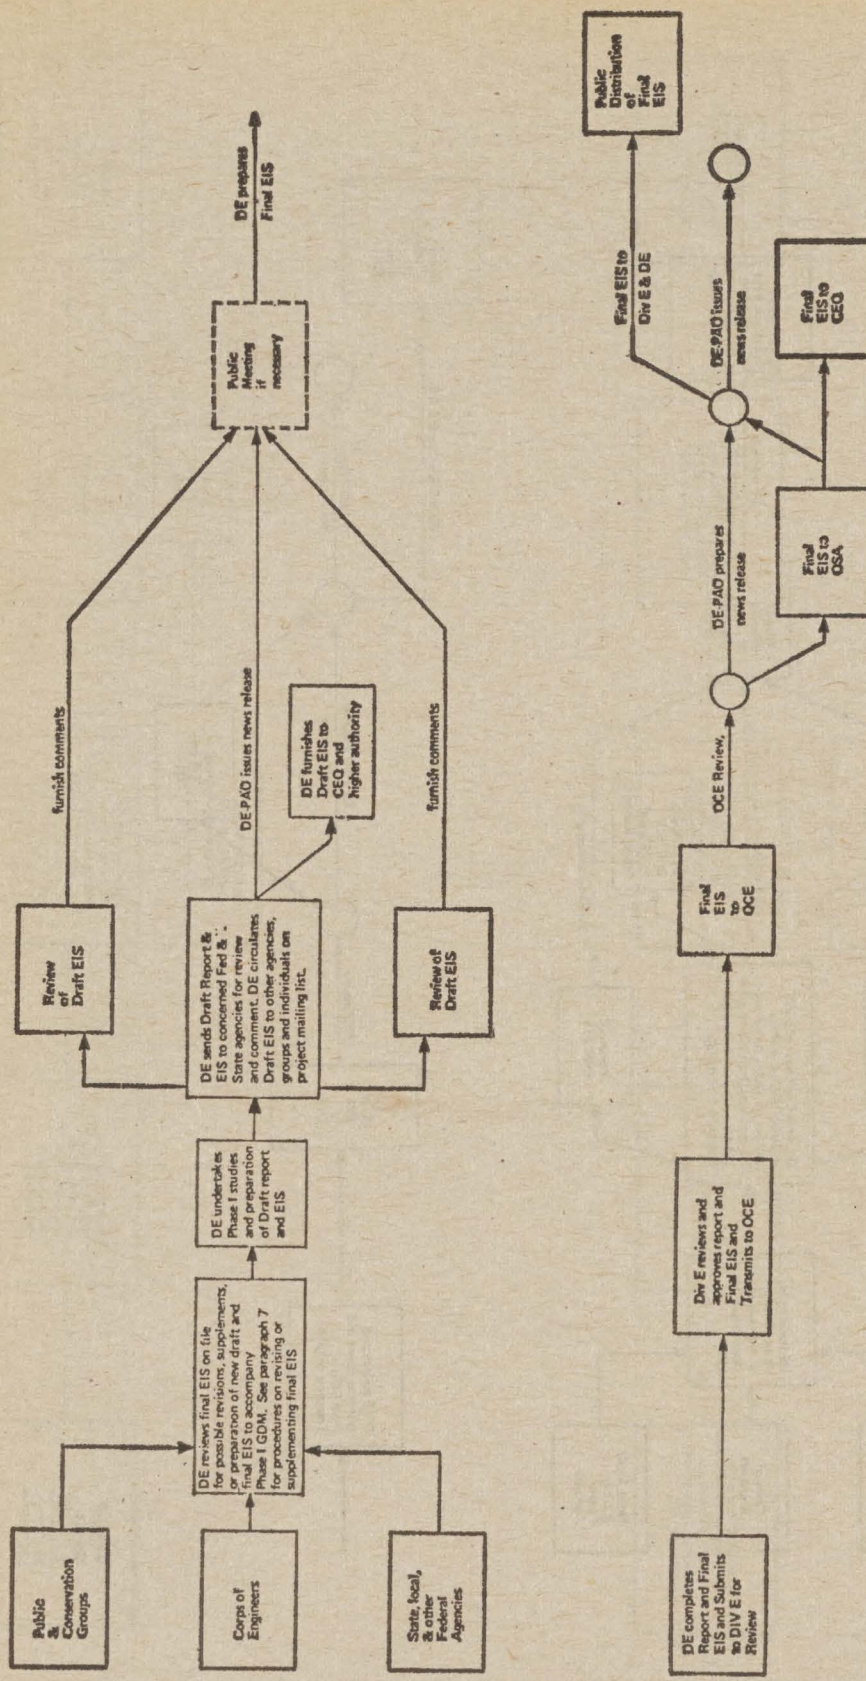 Public
&
Conservation
Groups
Corps of
Engineers
State, local,
& other
Federal
Agencies
DE reviews final EIS on file
for possible revisions, supplements,
or preparation of new draft and
final EIS to accompany
Phase I GDM. See paragraph 7
for procedures on revising or
supplementing final EIS
DE undertakes
Phase I studies
and preparation
of Draft report
and EIS
DE sends Draft Report &
EIS to concerned Fed &
State agencies for review
and comment. DE circulates
Draft EIS to other agencies,
groups and individuals on
project mailing list.
Review
of
Draft EIS
Review of
Draft EIS
furnish comments
DE-PAO issues news release
DE furnishes
Draft EIS to
CEQ and
higher authority
furnish comments
Public
Meeting
if
necessary
DE prepares
Final EIS
DE completes
Report and Final
EIS and Submits
to DIV E for
Review
Div E reviews and
approves report and
Final EIS and
Transmits to OCE
Final
EIS
to
OCE
OCE Review,
DE-PAO prepares
news release
Final
EIS to
OSA
Final EIS to
Div E & DE
DE-PAO issues
news release
Final
EIS to
CEQ
Public
Distribution
of
Final
EIS